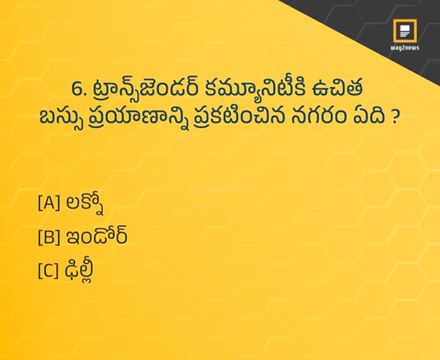 way2news
6. ట్రాన్స్‌జెండర్ కమ్యూనిటీకి ఉచిత
బస్సు ప్రయాణాన్ని ప్రకటించిన నగరం ఏది ?
[A] లక్నో
[B] ఇండోర్
[C] ఢిల్లీ